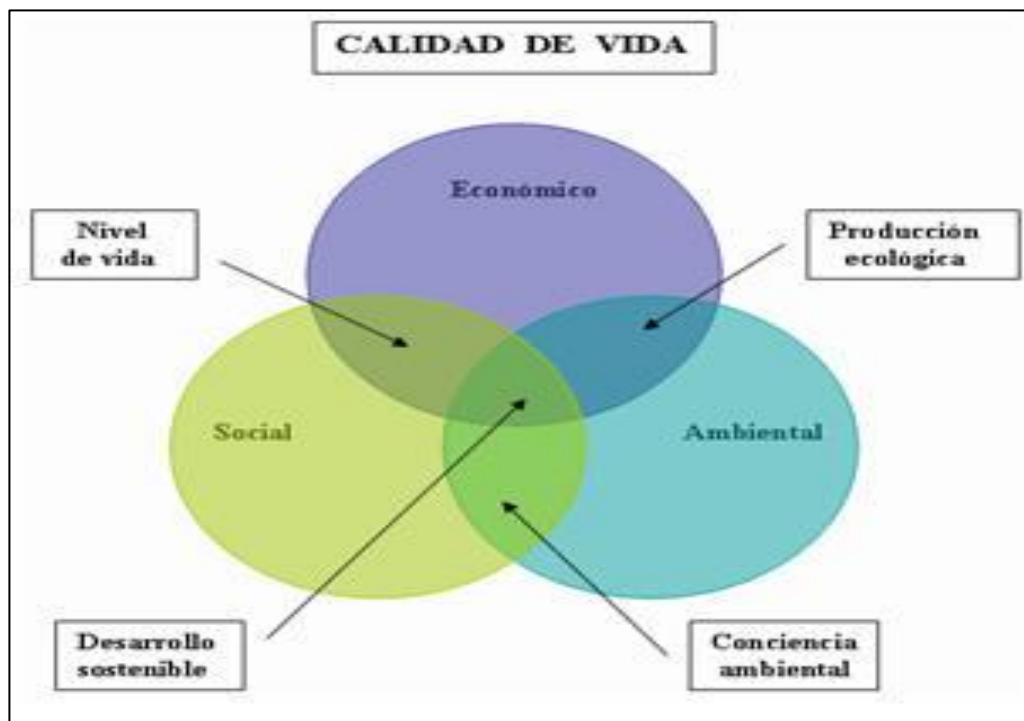 CALIDAD DE VIDA
Económico
Nivel
de vida
Producción
ecológica
Social
Ambiental
Desarrollo
sostenible
Conciencia
ambiental